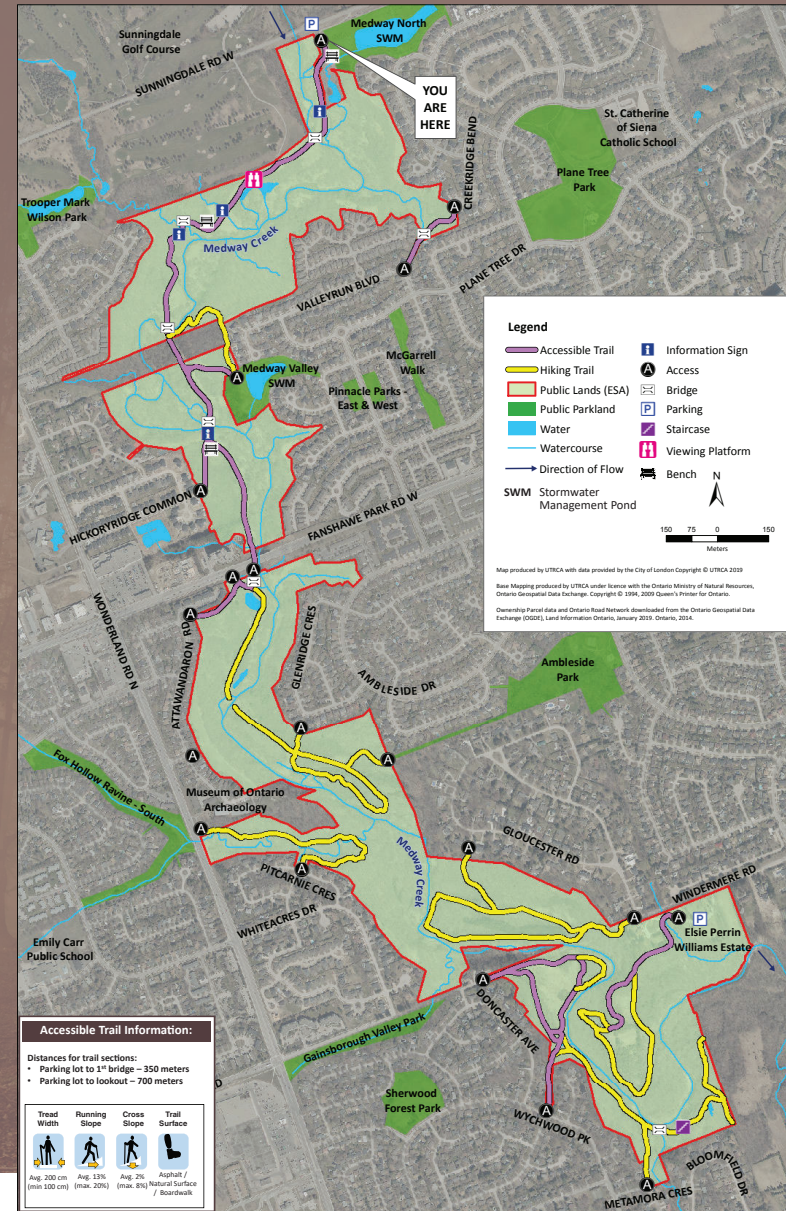 Sunningdale
Golf Course
SUNNINGDALE RD W
P
A
Medway North
SWM
YOU
ARE
HERE
St. Catherine
of Siena
Catholic School
CREEKRIDGE BEND
Plane Tree
Park
Trooper Mark
Wilson Park
Medway Creek
A
A
VALLEYRUN BLVD
PLANE TREE DR
McGarrell
Walk
A
Medway Valley
SWM
Pinnacle Parks -
East & West
Legend
Accessible Trail
Hiking Trail
Public Lands (ESA)
Public Parkland
Water
Watercourse
Direction of Flow
SWM Stormwater
Management Pond
i Information Sign
A Access
Bridge
P Parking
Staircase
Viewing Platform
Bench
N
150 75 0 150
Meters
Map produced by UTRCA with data provided by the City of London Copyright © UTRCA 2019
Base Mapping produced by UTRCA under licence with the Ontario Ministry of Natural Resources,
Ontario Geospatial Data Exchange. Copyright © 1994, 2009 Queen's Printer for Ontario.
Ownership Parcel data and Ontario Road Network downloaded from the Ontario Geospatial Data
Exchange (OGDE), Land Information Ontario, January 2019. Ontario, 2014.
HICKORYRIDGE COMMON
A
FANSHAWE PARK RD W
A
A
A
WONDERLAND RD N
ATTAWANDARON RD
GLENRIDGE CRES
AMBLESIDE DR
Ambleside
Park
A
A
A
Fox Hollow Ravine - South
Museum of Ontario
Archaeology
A
PITCARNIE CRES
A
Medway Creek
A
GLOUCESTER RD
WINDERMERE RD
WHITEACRES DR
A
A
P
Elsie Perrin
Williams Estate
Emily Carr
Public School
A
DONCASTER AVE
Gainsborough Valley Park
Sherwood
Forest Park
A
WYCHWOOD PK
BLOOMFIELD DR
A
METAMORA CRES
D
Accessible Trail Information:
Distances for trail sections:
• Parking lot to 1st bridge – 350 meters
• Parking lot to lookout – 700 meters
Tread
Width
Avg. 200 cm
(min 100 cm)
Running
Slope
Avg. 13%
(max. 20%)
Cross
Slope
Avg. 2%
(max. 8%)
Trail
Surface
Asphalt /
Natural Surface
/ Boardwalk